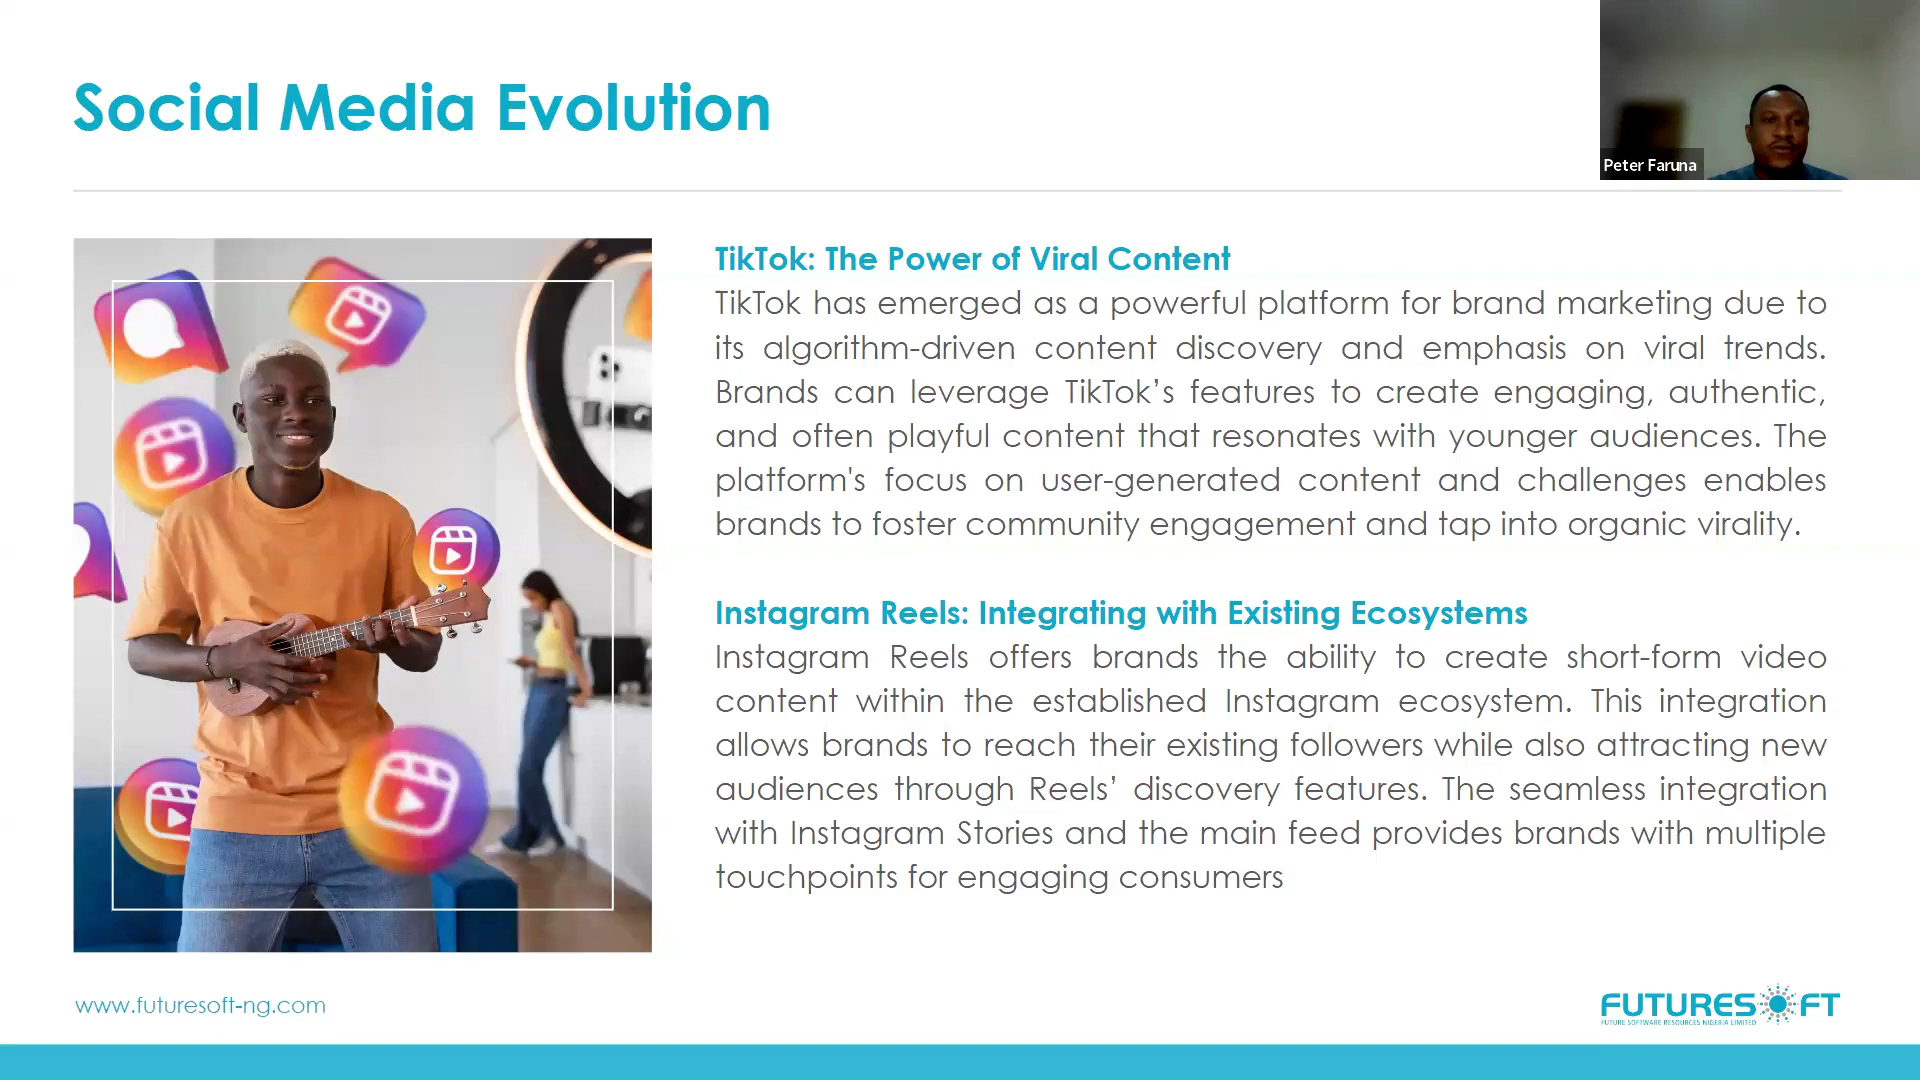 Social Media Evolution
Peter Faruna
TikTok: The Power of Viral Content
TikTok has emerged as a powerful platform for brand marketing due to
its algorithm-driven content discovery and emphasis on viral trends.
Brands can leverage TikTok’s features to create engaging, authentic,
and often playful content that resonates with younger audiences. The
platform's focus on user-generated content and challenges enables
brands to foster community engagement and tap into organic virality.
Instagram Reels: Integrating with Existing Ecosystems
Instagram Reels offers brands the ability to create short-form video
content within the established Instagram ecosystem. This integration
allows brands to reach their existing followers while also attracting new
audiences through Reels’ discovery features. The seamless integration
with Instagram Stories and the main feed provides brands with multiple
touchpoints for engaging consumers
www.futuresoft-ng.com
FUTURESOFT
FUTURE SOFTWARE RESOURCES NIGERIA LIMITED